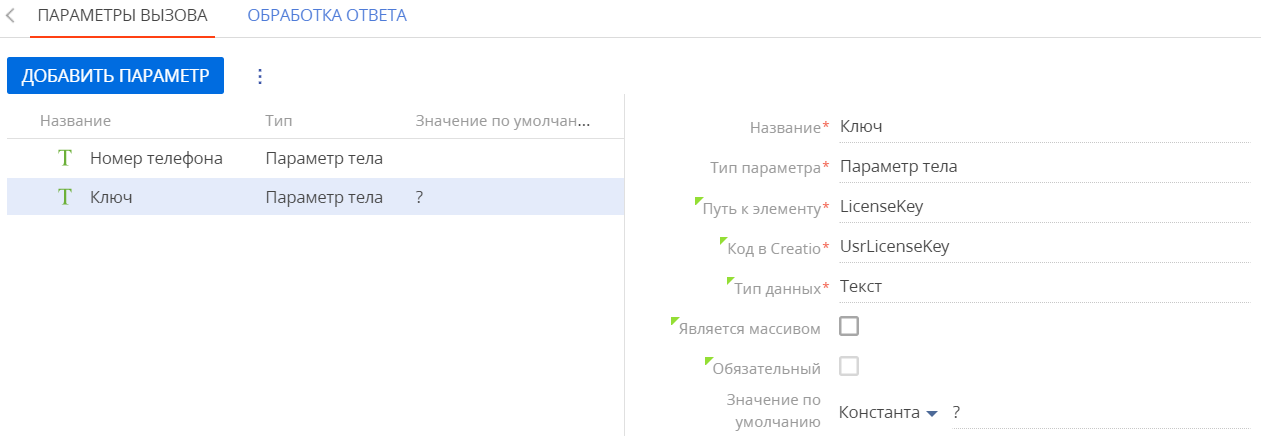 ПАРАМЕТРЫ ВЫЗОВА
ОБРАБОТКА ОТВЕТА
ДОБАВИТЬ ПАРАМЕТР
Название Тип Значение по умолчан...
Номер телефона Параметр тела
Ключ Параметр тела ?
Название* Ключ
Тип параметра* Параметр тела
Путь к элементу* LicenseKey
Код в Creatio* UsrLicenseKey
Тип данных* Текст
Является массивом
Обязательный
Значение по
умолчанию Константа ?